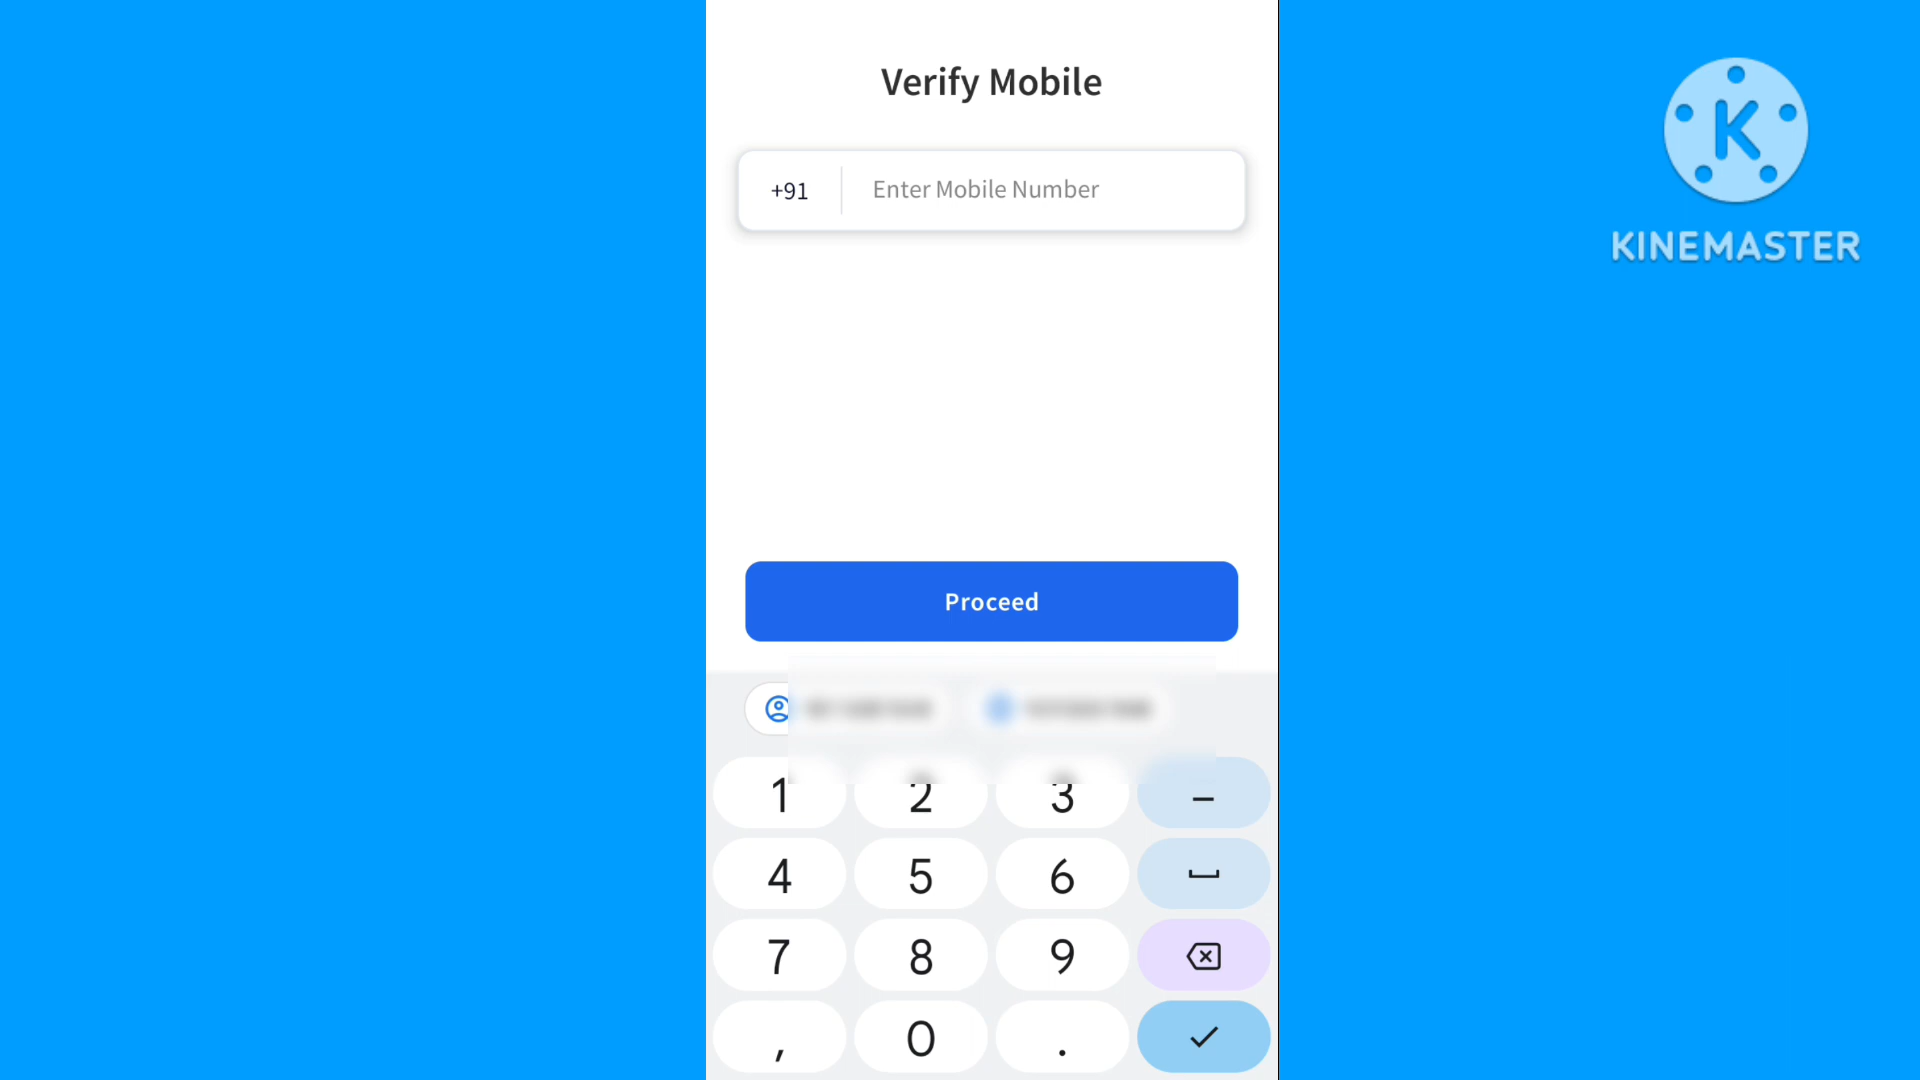 Verify Mobile
+91 Enter Mobile Number
K
KINEMASTER
Proceed
1 2 3 –
4 5 6
7 8 9
, 0 .